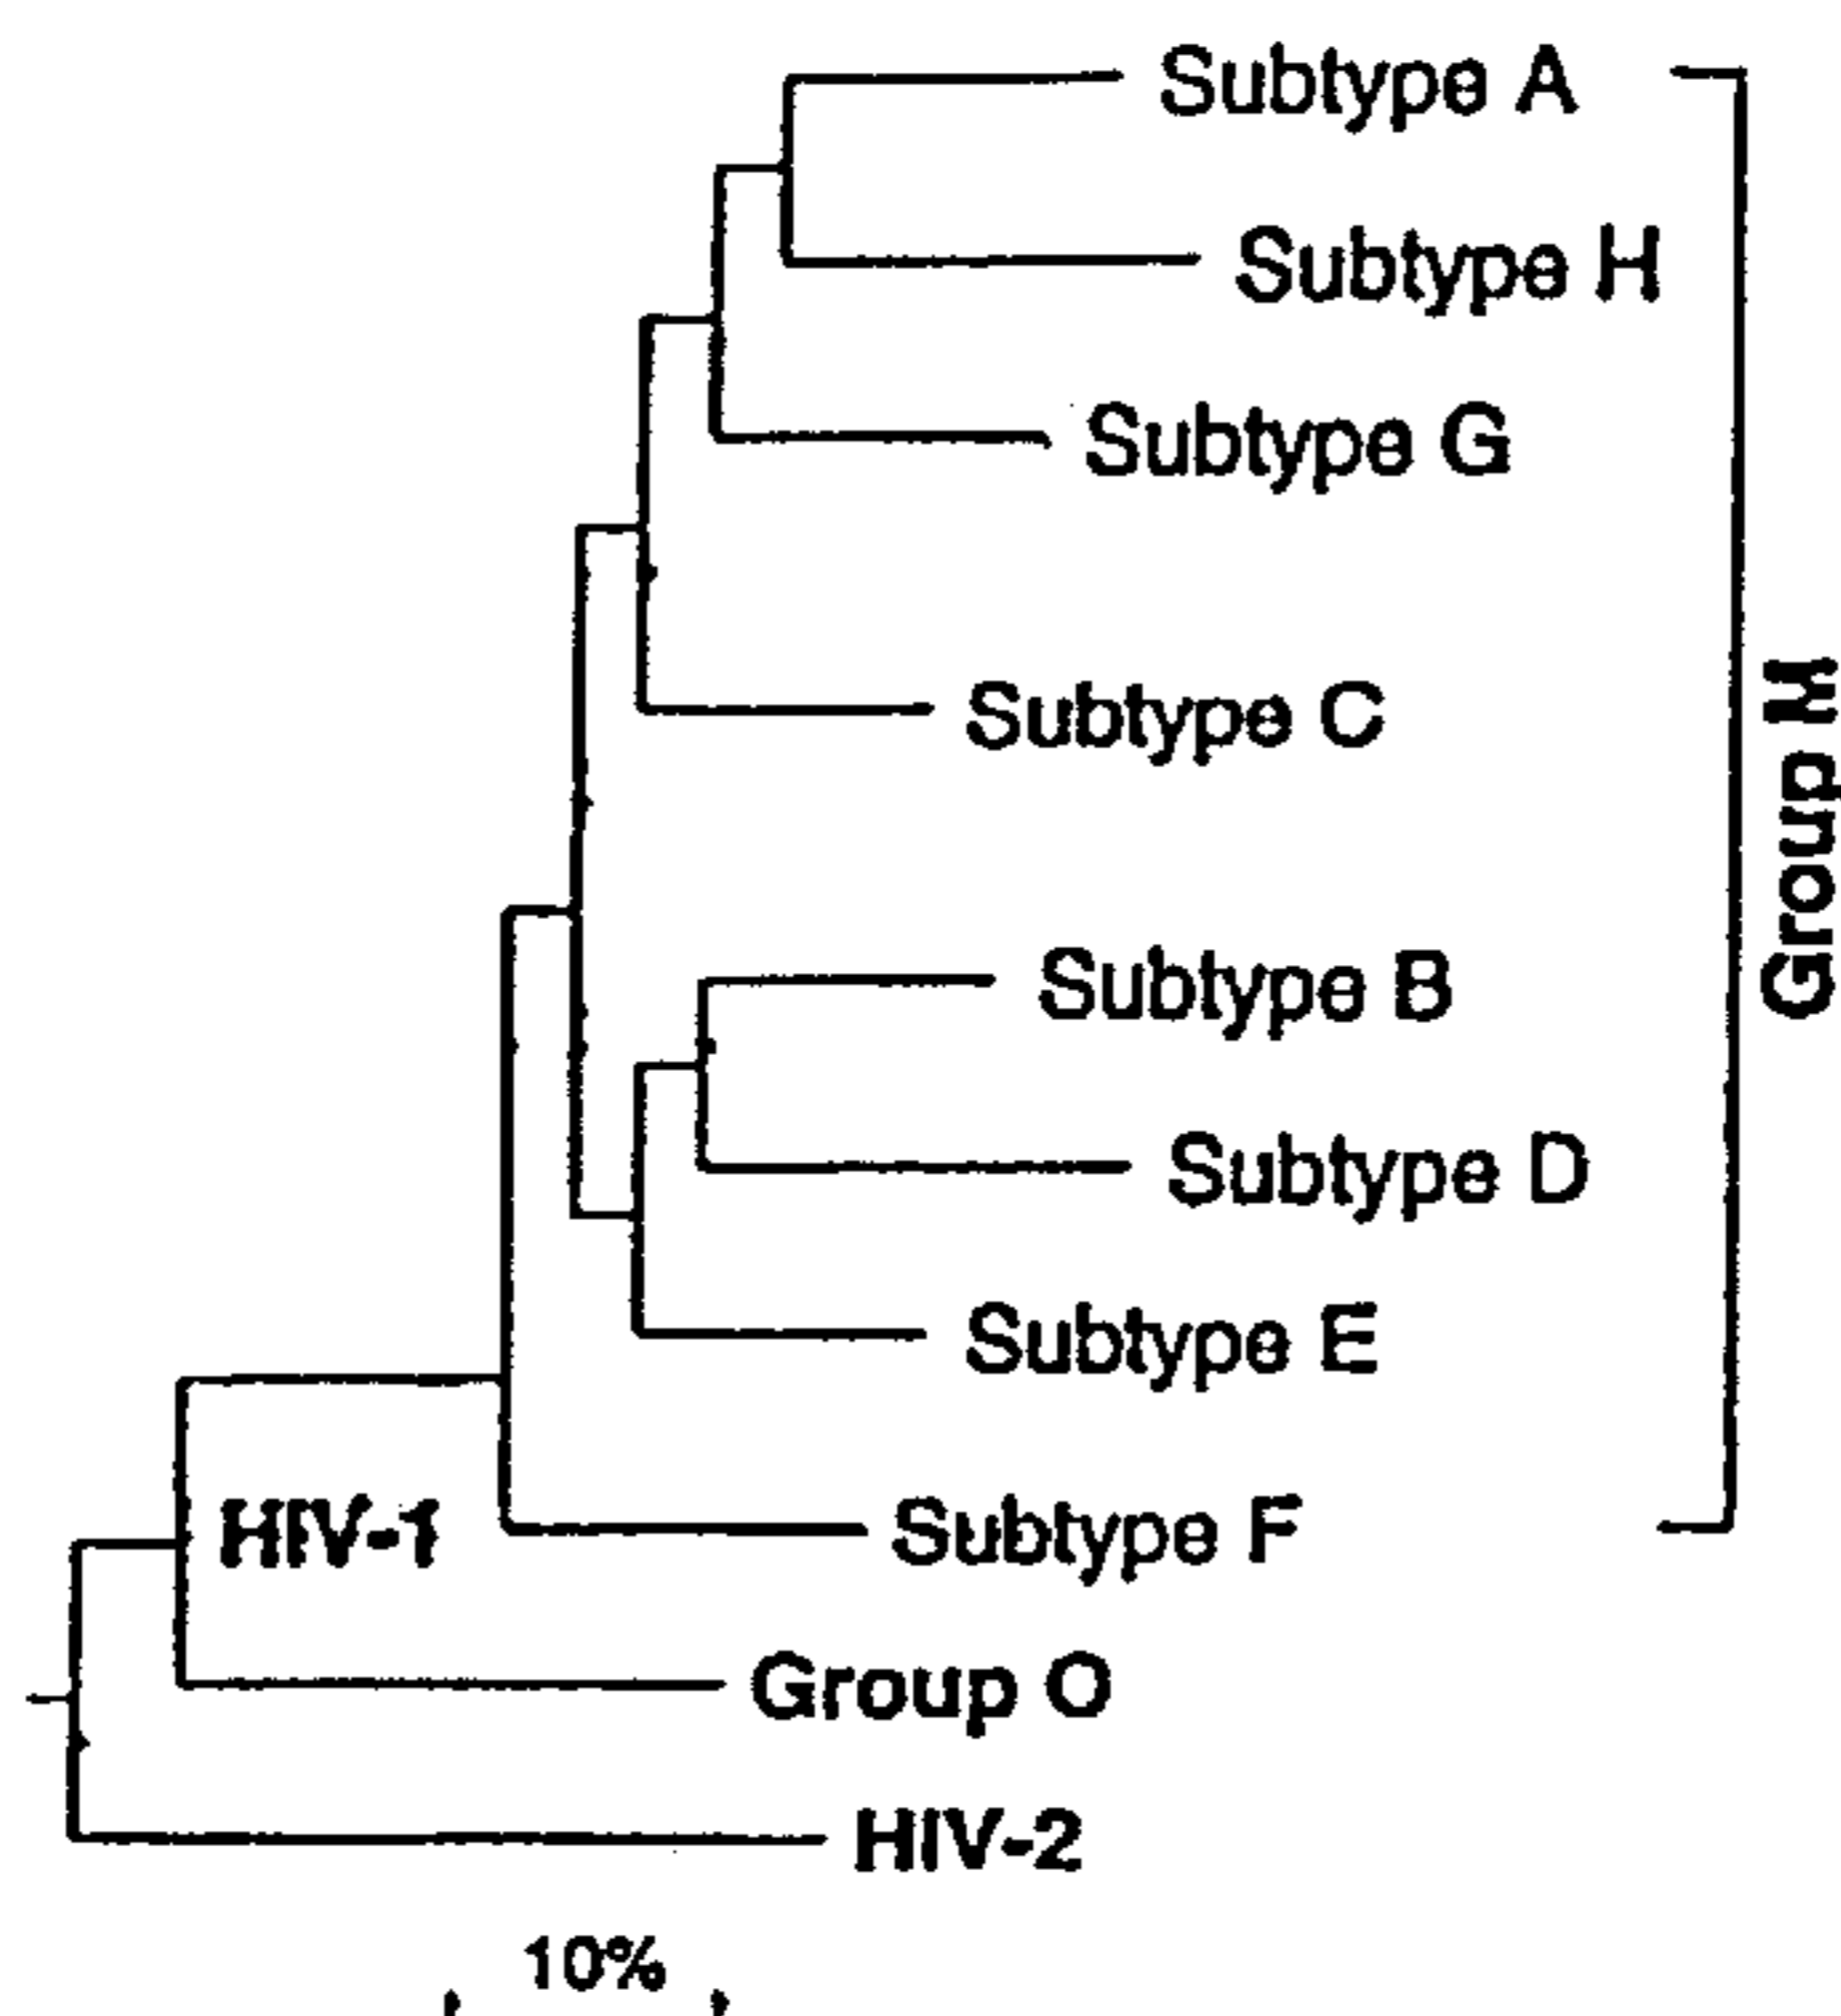 Subtype A
Subtype H
Subtype G
Subtype C
Group M
Subtype B
Subtype D
Subtype E
HIV-1
Subtype F
Group O
HIV-2
10%